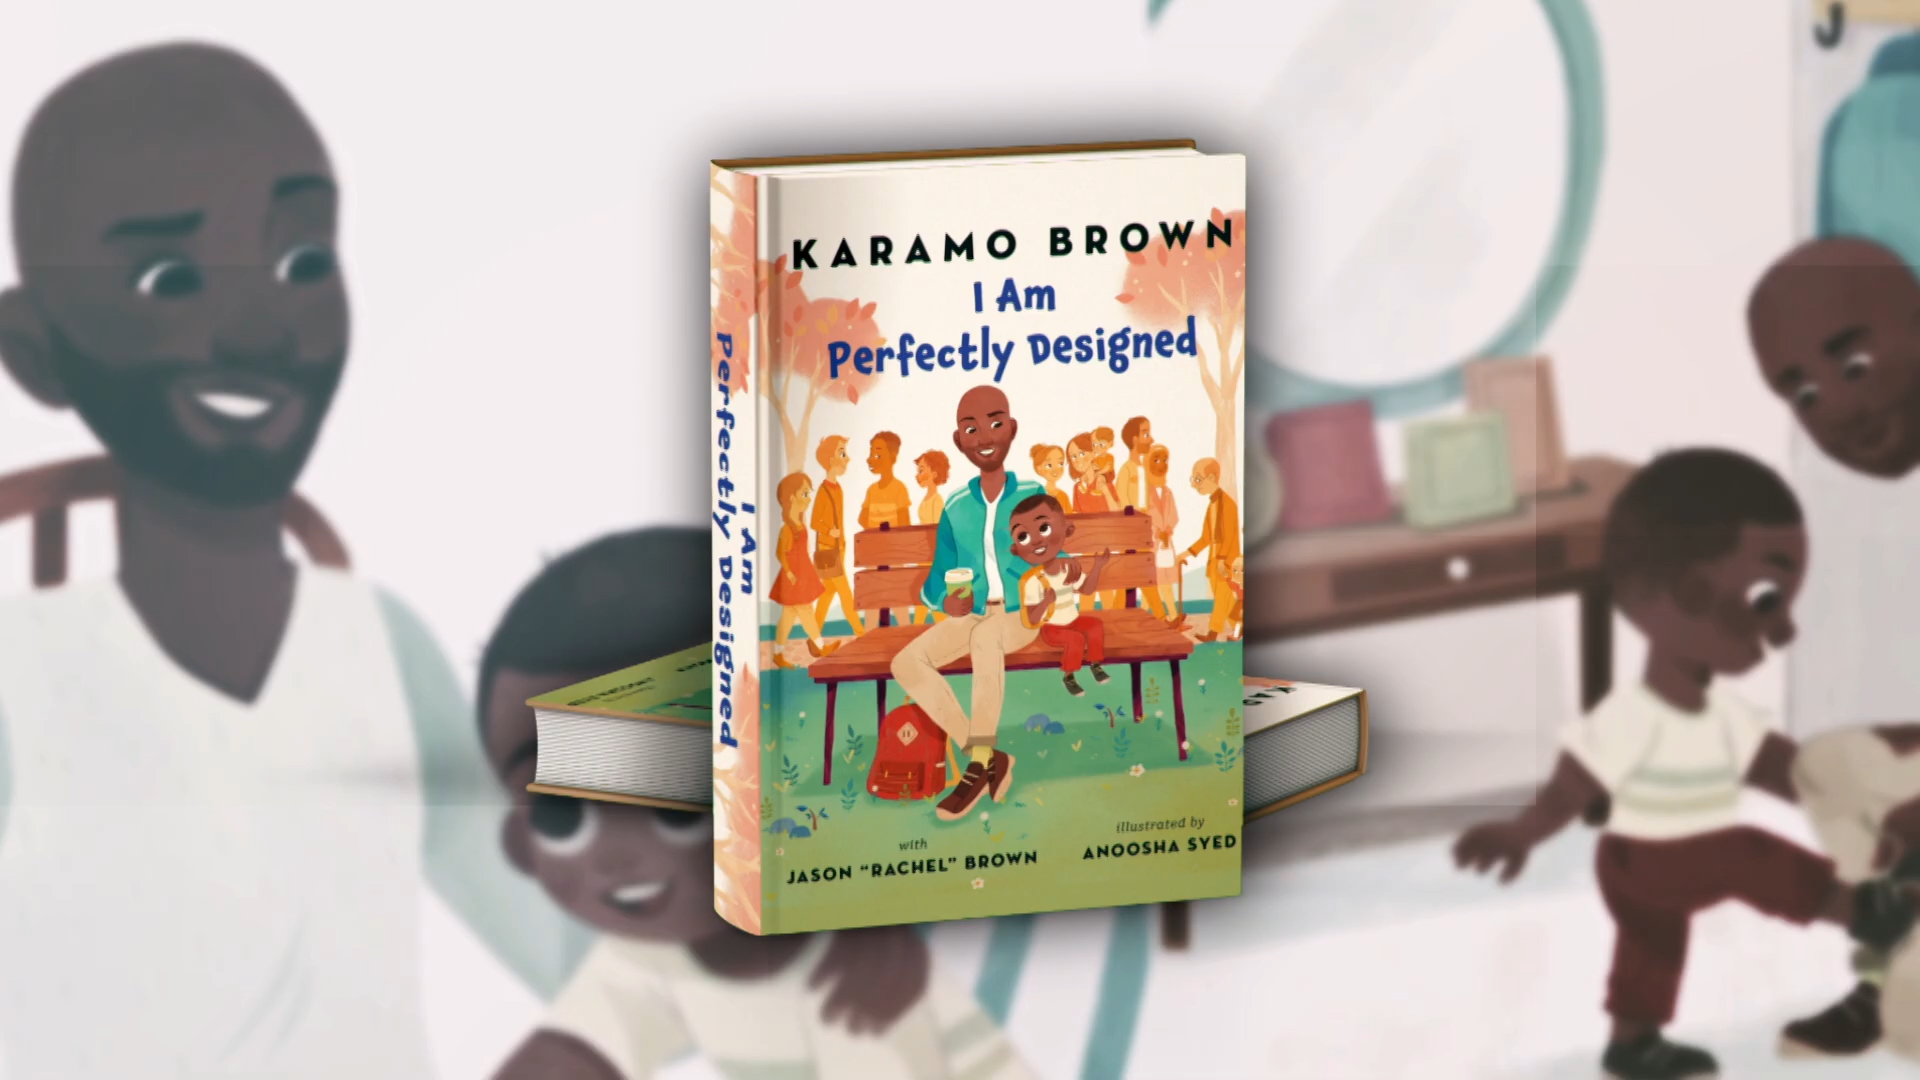 KARAMO BROWN
I Am
Perfectly Designed
with
JASON “RACHEL” BROWN
illustrated by
ANOOSHA SYED
I Am
Perfectly Designed